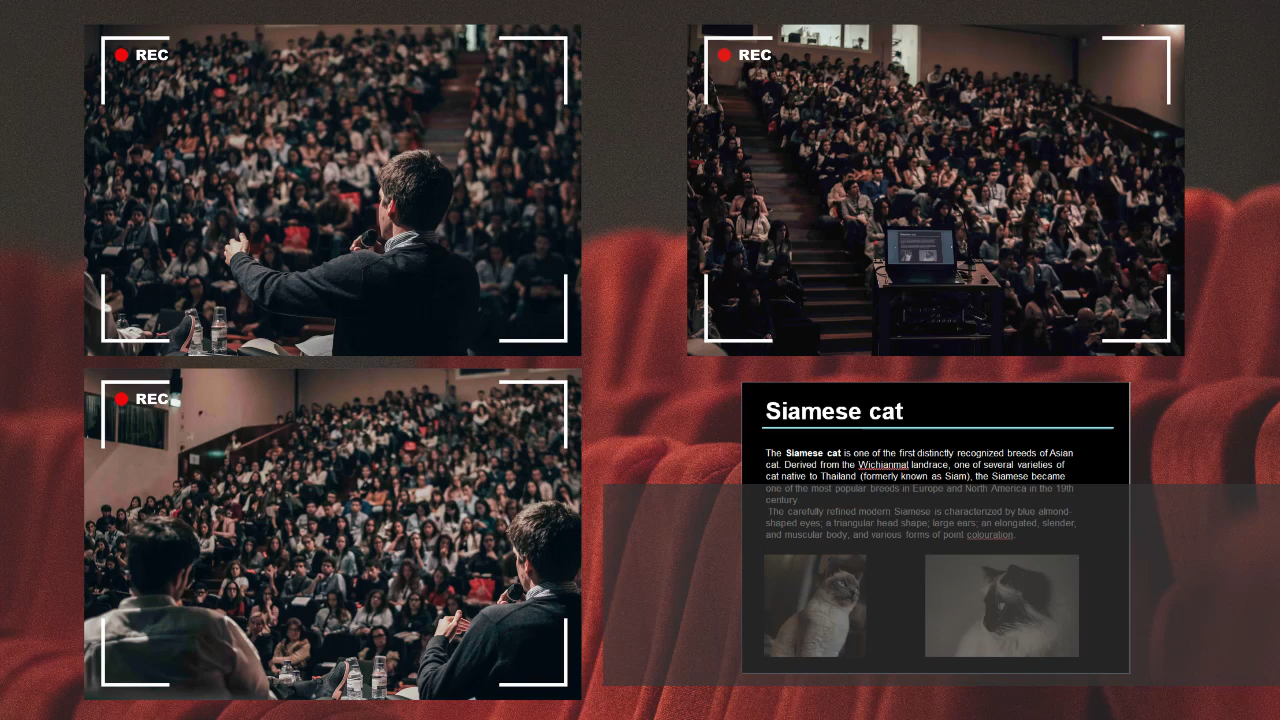 REC
REC
REC
Siamese cat
The Siamese cat is one of the first distinctly recognized breeds of Asian
cat. Derived from the Wichianmat landrace, one of several varieties of
cat native to Thailand (formerly known as Siam), the Siamese became
one of the most popular breeds in Europe and North America in the 19th
century.
The carefully refined modern Siamese is characterized by blue almond-
shaped eyes; a triangular head shape; large ears; an elongated, slender,
and muscular body, and various forms of point colouration.